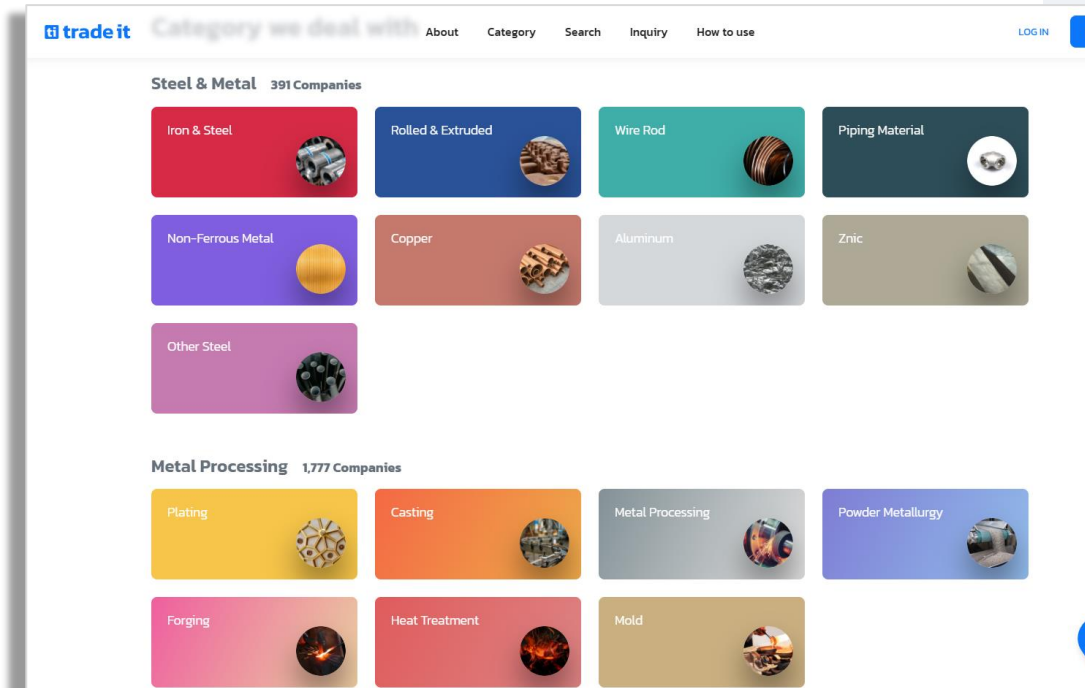 ti trade it
Category we deal with
About Category Search Inquiry How to use
LOG IN
Steel & Metal 391 Companies
Iron & Steel
Rolled & Extruded
Wire Rod
Piping Material
Non-Ferrous Metal
Copper
Aluminum
Znic
Other Steel
Metal Processing 1,777 Companies
Plating
Casting
Metal Processing
Powder Metallurgy
Forging
Heat Treatment
Mold